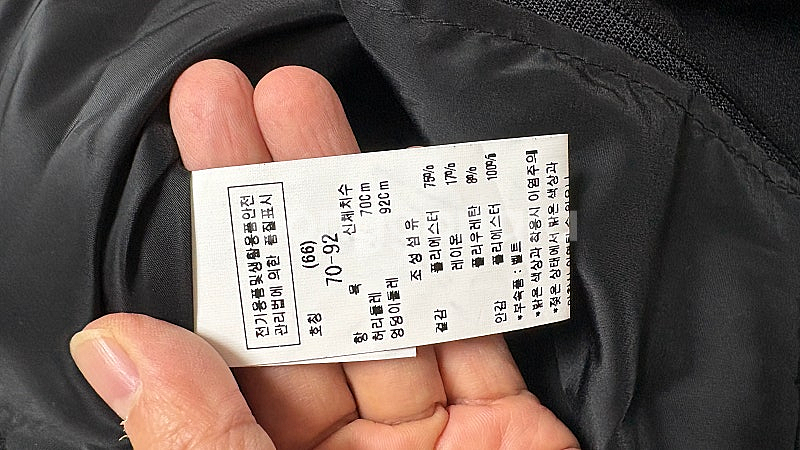 전기용품및생활용품안전
관리법에 의한 품질표시
호칭 (66)
70-92
항 목 신체치수
허리둘레 70Cm
엉덩이둘레 92Cm
조성섬유
겉감 폴리에스터 75%
레이온 17%
폴리우레탄 8%
안감 폴리에스터 100%
*부속품 : 벨트
*밝은 색상과 착용시 이염주의
*젖은 상태에서 밝은 색상과